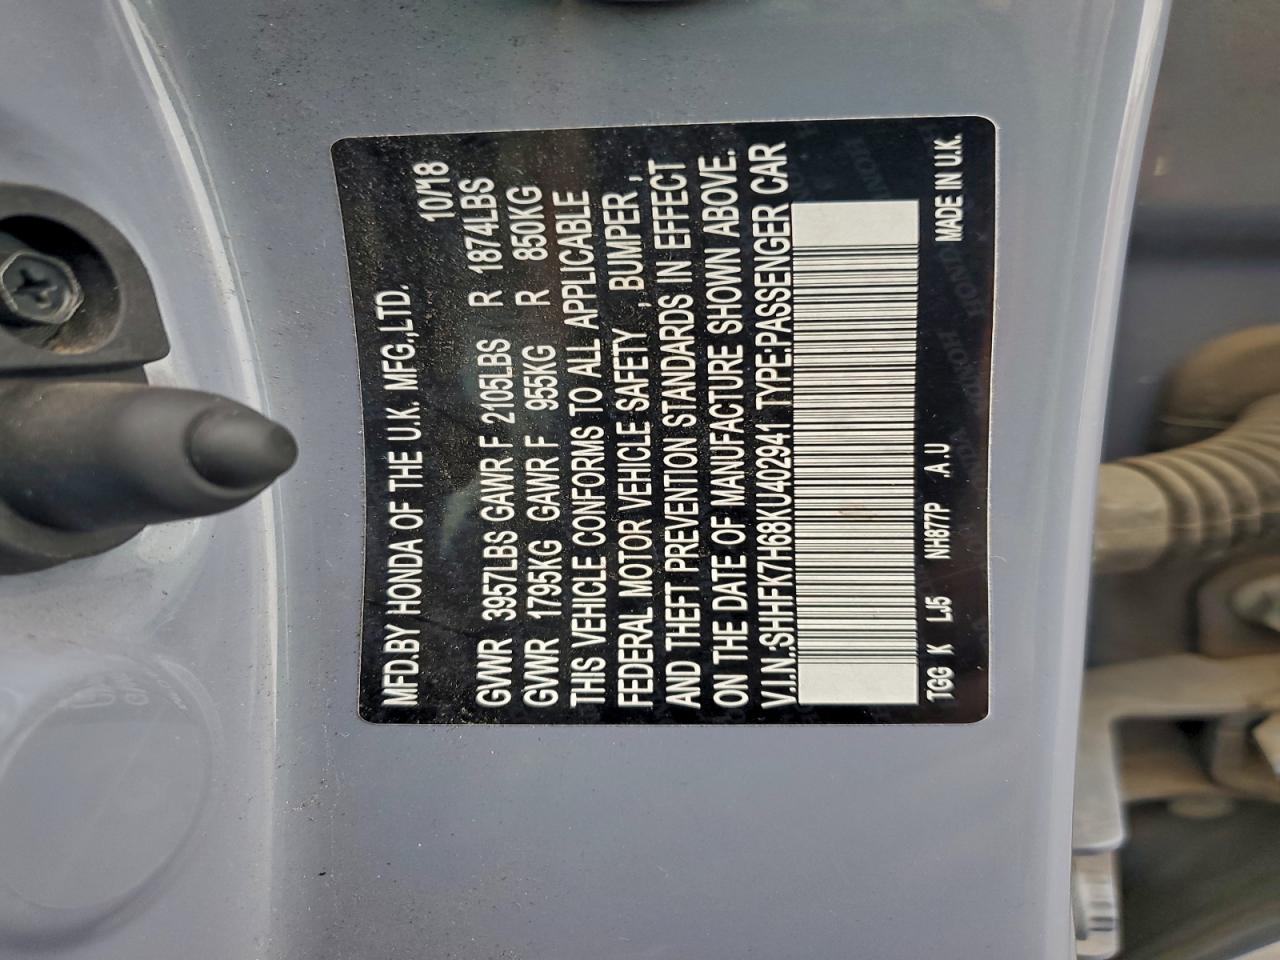 MFD.BY HONDA OF THE U.K. MFG.,LTD.
10/18
GVWR 3957LBS GAWR F 2105LBS R 1874LBS
GVWR 1795KG GAWR F 955KG R 850KG
THIS VEHICLE CONFORMS TO ALL APPLICABLE
FEDERAL MOTOR VEHICLE SAFETY , BUMPER ,
AND THEFT PREVENTION STANDARDS IN EFFECT
ON THE DATE OF MANUFACTURE SHOWN ABOVE.
V.I.N.:SHHFK7H68KU402941 TYPE:PASSENGER CAR
TGG K LJ5 NH877P .A.U MADE IN U.K.
HONDA HONDA